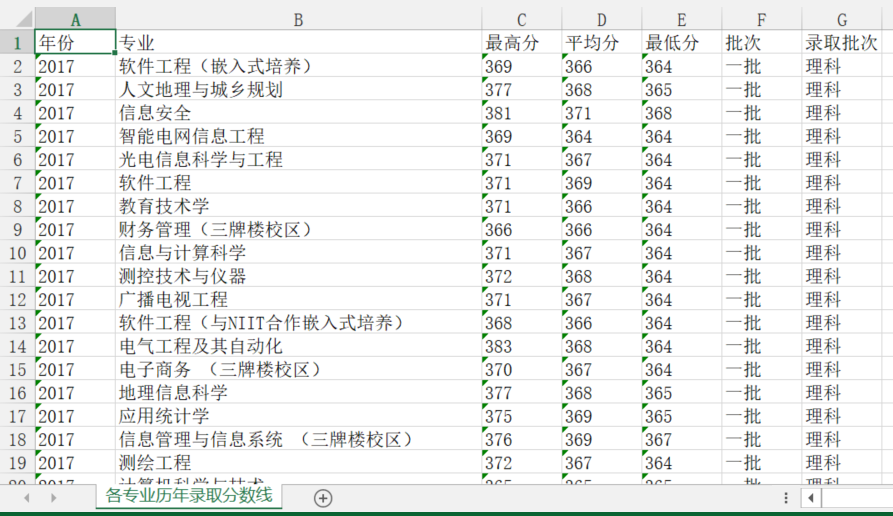 A B C D E F G
1 年份 专业 最高分 平均分 最低分 批次 录取批次
2 2017 软件工程（嵌入式培养） 369 366 364 一批 理科
3 2017 人文地理与城乡规划 377 368 365 一批 理科
4 2017 信息安全 381 371 368 一批 理科
5 2017 智能电网信息工程 369 364 364 一批 理科
6 2017 光电信息科学与工程 371 367 364 一批 理科
7 2017 软件工程 371 369 364 一批 理科
8 2017 教育技术学 371 366 364 一批 理科
9 2017 财务管理（三牌楼校区） 366 366 364 一批 理科
10 2017 信息与计算科学 371 367 364 一批 理科
11 2017 测控技术与仪器 372 368 364 一批 理科
12 2017 广播电视工程 371 367 364 一批 理科
13 2017 软件工程（与NIIT合作嵌入式培养） 368 366 364 一批 理科
14 2017 电气工程及其自动化 383 368 364 一批 理科
15 2017 电子商务 （三牌楼校区） 370 367 364 一批 理科
16 2017 地理信息科学 377 368 365 一批 理科
17 2017 应用统计学 375 369 365 一批 理科
18 2017 信息管理与信息系统 （三牌楼校区） 376 369 367 一批 理科
19 2017 测绘工程 372 367 364 一批 理科
各专业历年录取分数线